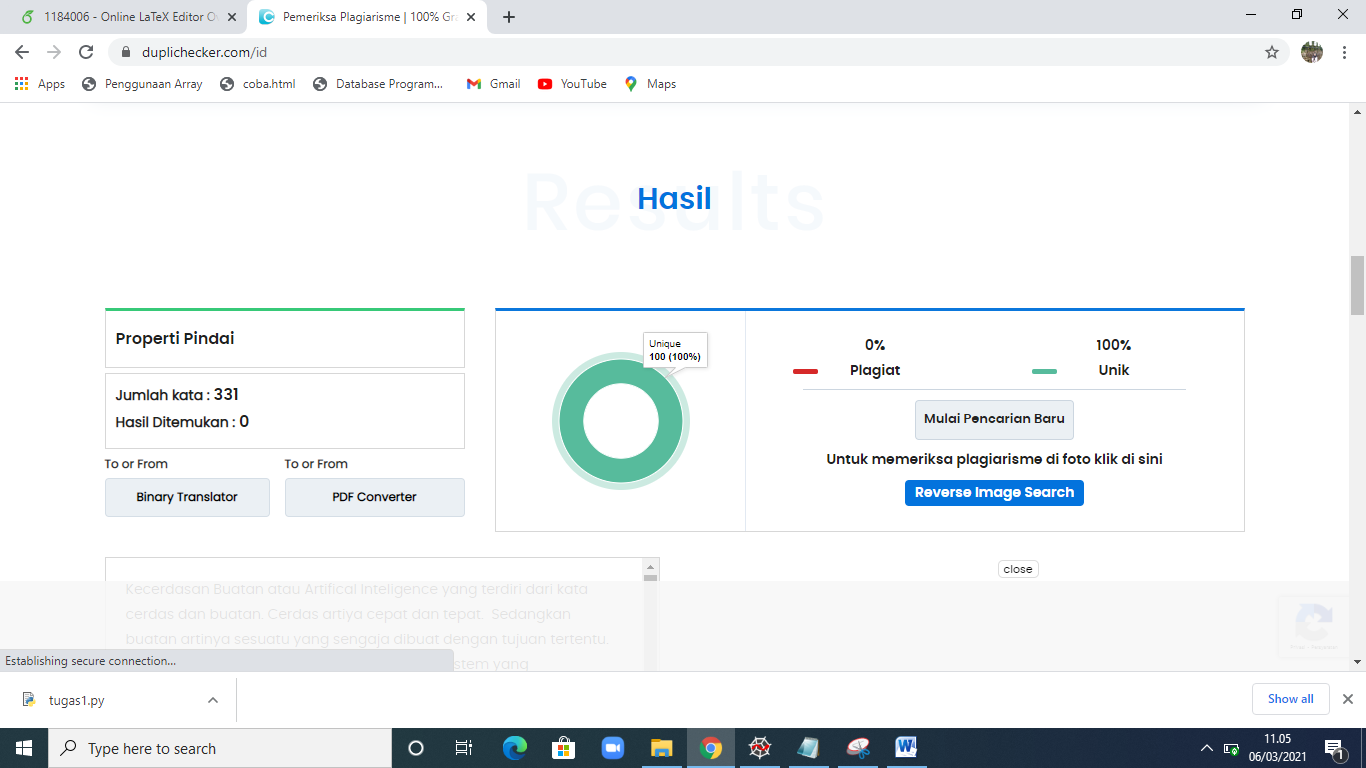 1184006 - Online LaTeX Editor Ov
Pemeriksa Plagiarisme | 100% Gra
duplichecker.com/id
Apps
Penggunaan Array
coba.html
Database Program...
Gmail
YouTube
Maps
Results
Hasil
Properti Pindai
Jumlah kata : 331
Hasil Ditemukan : 0
To or From
To or From
Binary Translator
PDF Converter
Unique
100 (100%)
0%
100%
Plagiat
Unik
Mulai Pencarian Baru
Untuk memeriksa plagiarisme di foto klik di sini
Reverse Image Search
close
Kecerdasan Buatan atau Artifical Inteligence yang terdiri dari kata
cerdas dan buatan. Cerdas artiya cepat dan tepat. Sedangkan
buatan artinya sesuatu yang sengaja dibuat dengan tujuan tertentu.
stem yang
Establishing secure connection...
tugas1.py
Show all
Type here to search
11.05
06/03/2021
1